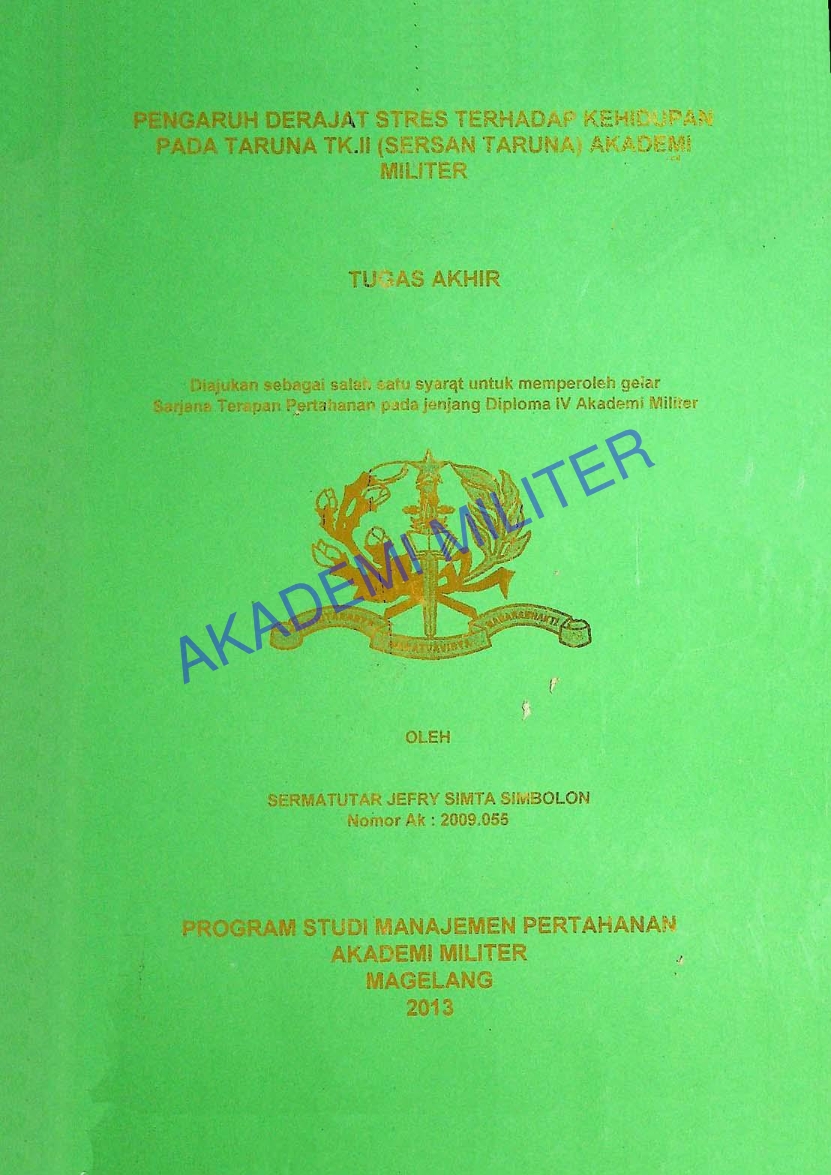 PENGARUH DERAJAT STRES TERHADAP KEHIDUPAN
PADA TARUNA TK.II (SERSAN TARUNA) AKADEMI
MILITER
TUGAS AKHIR
Diajukan sebagai salah satu syarat untuk memperoleh gelar
Sarjana Terapan Pertahanan pada jenjang Diploma IV Akademi Militer
AKADEMI MILITER
OLEH
SERMATUTAR JEFRY SIMTA SIMBOLON
Nomor Ak : 2009.055
PROGRAM STUDI MANAJEMEN PERTAHANAN
AKADEMI MILITER
MAGELANG
2013